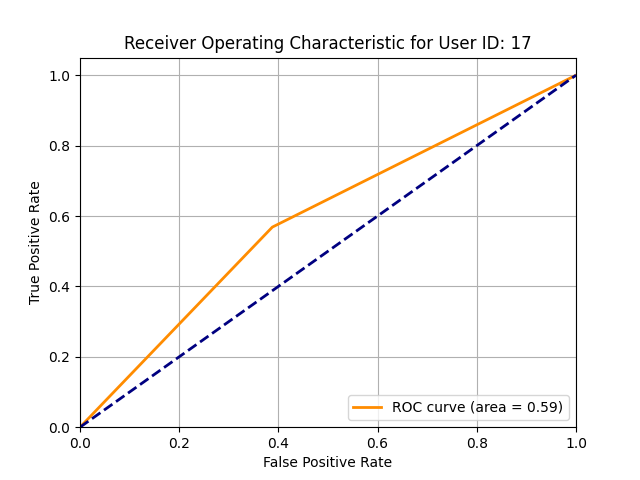 Receiver Operating Characteristic for User ID: 17
True Positive Rate
1.0
0.8
0.6
0.4
0.2
0.0
ROC curve (area = 0.59)
0.0 0.2 0.4 0.6 0.8 1.0
False Positive Rate